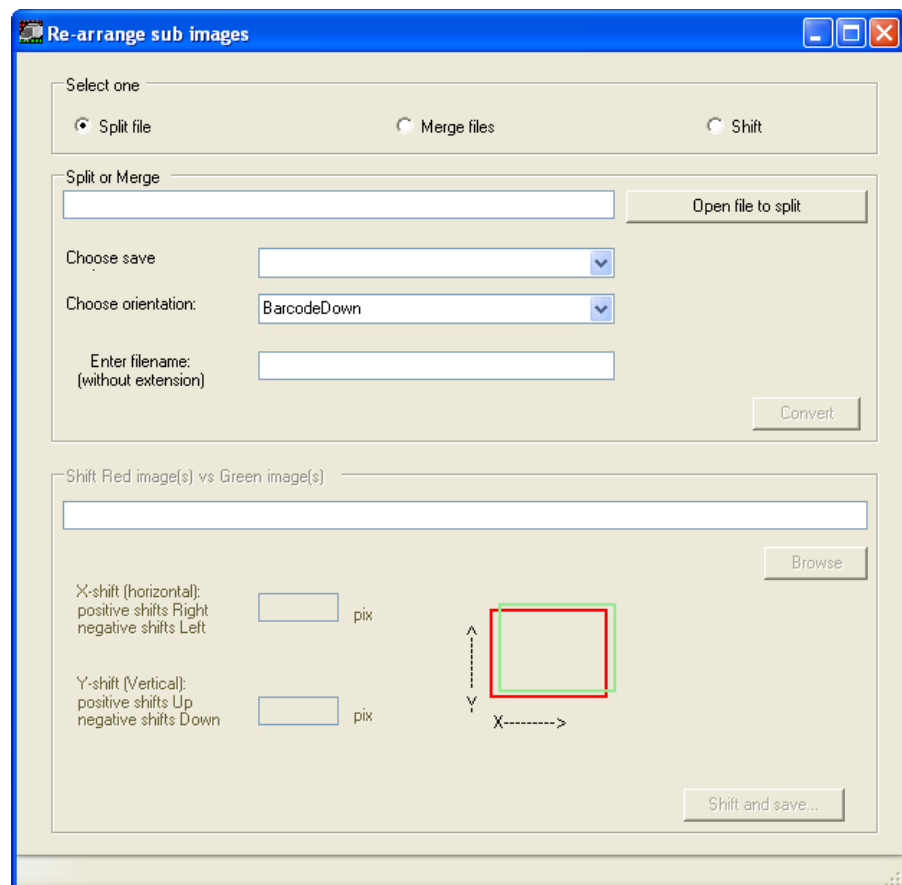 Re-arrange sub images
Select one
Split file
Merge files
Shift
Split or Merge
Open file to split
Choose save
Choose orientation:
BarcodeDown
Enter filename:
(without extension)
Convert
Shift Red image(s) vs Green image(s)
Browse
X-shift (horizontal):
positive shifts Right
negative shifts Left
pix
Y-shift (Vertical):
positive shifts Up
negative shifts Down
pix
X--------->
Shift and save...